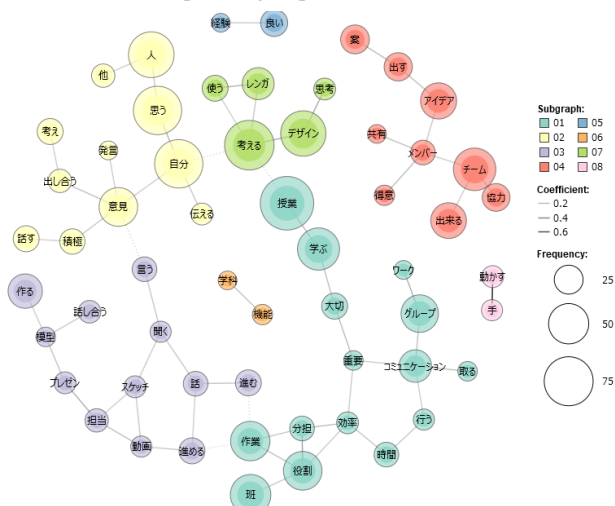 経験
良い
人
他
思う
使う
レンガ
思考
考える
デザイン
案
出す
アイデア
共有
メンバー
得意
チーム
協力
出来る
考え
発言
自分
出し合う
意見
伝える
話す
積極
授業
学ぶ
言う
作る
話し合う
模型
聞く
学科
機能
大切
ワーク
グループ
動かす
手
プレゼン
スケッチ
話
進む
重要
コミュニケーション
取る
担当
動画
進める
作業
分担
効率
行う
時間
役割
班
Subgraph:
01
02
03
04
05
06
07
08
Coefficient:
0.2
0.4
0.6
Frequency:
25
50
75